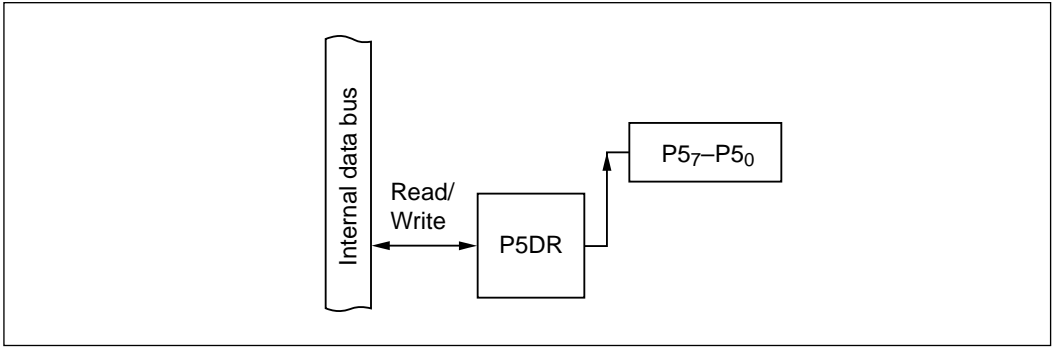 Internal data bus
Read/
Write
P5DR
P5₇–P5₀